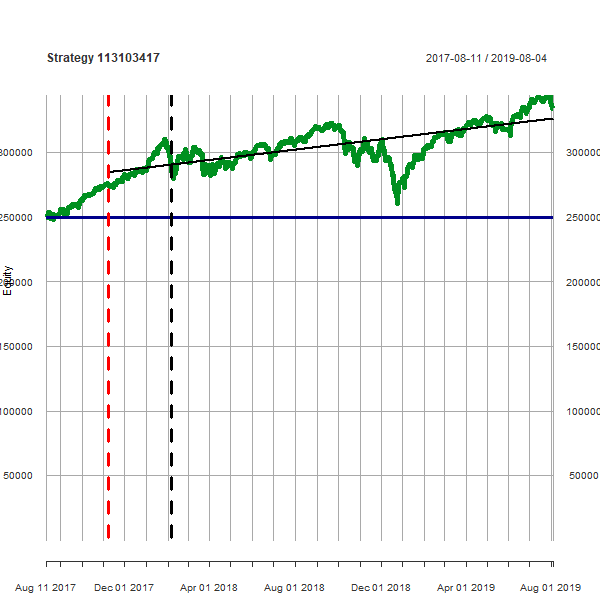 Strategy 113103417 2017-08-11 / 2019-08-04
300000 300000
250000 250000
Equity
200000 200000
150000 150000
100000 100000
50000 50000
Aug 11 2017 Dec 01 2017 Apr 01 2018 Aug 01 2018 Dec 01 2018 Apr 01 2019 Aug 01 2019